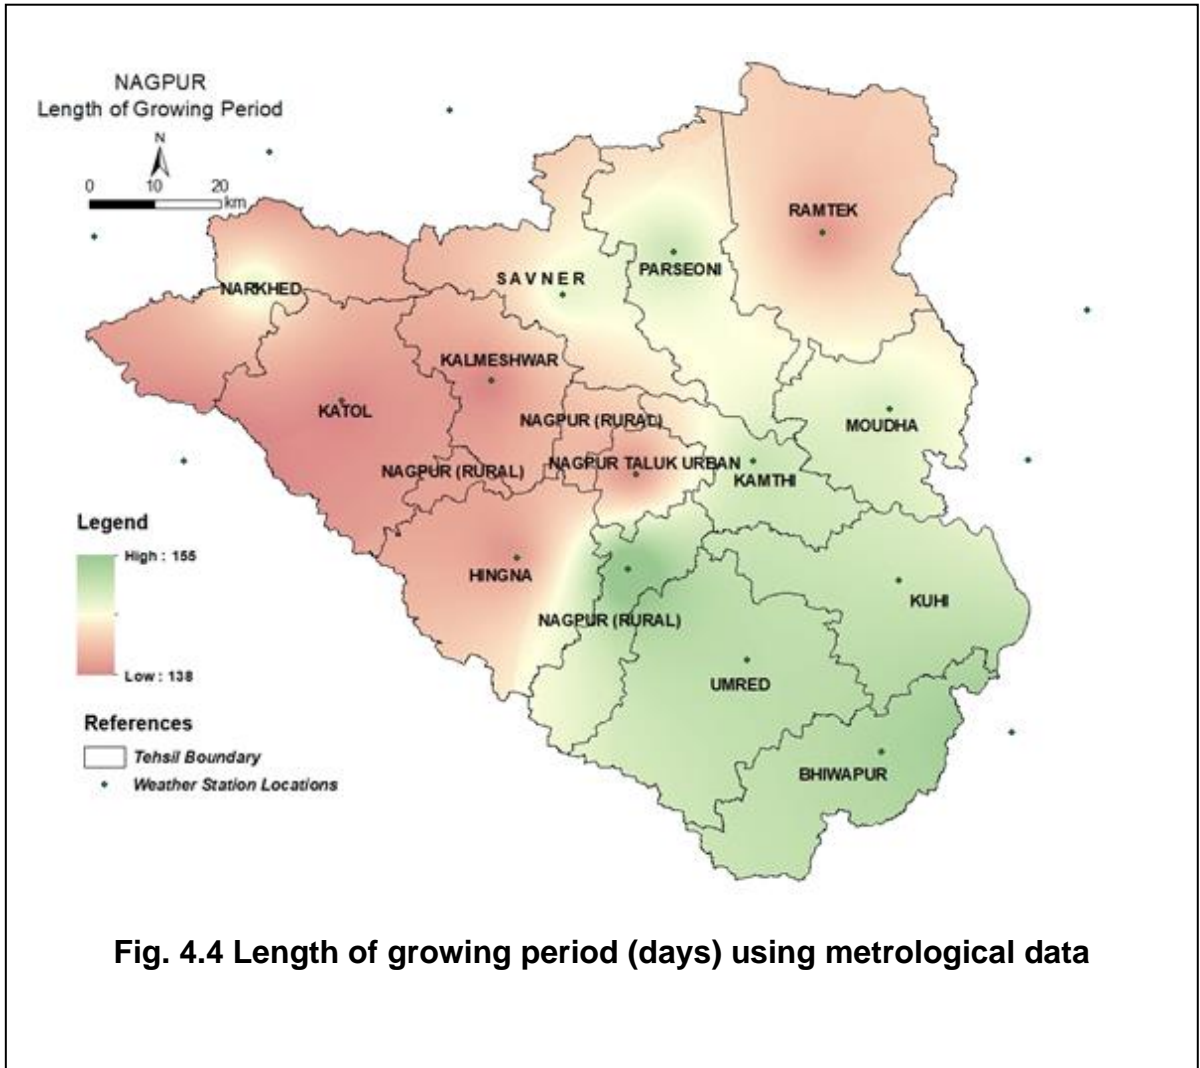 NAGPUR
Length of Growing Period
N
0 10 20
km
RAMTEK
PARSEONI
SAVNER
NARKHED
KALMESHWAR
KATOL
NAGPUR (RURAL)
MOUDHA
NAGPUR TALUK URBAN
NAGPUR (RURAL)
KAMTHI
HINGNA
KUHI
NAGPUR (RURAL)
UMRED
BHIWAPUR
Legend
High : 155
Low : 138
References
Tehsil Boundary
Weather Station Locations
Fig. 4.4 Length of growing period (days) using metrological data